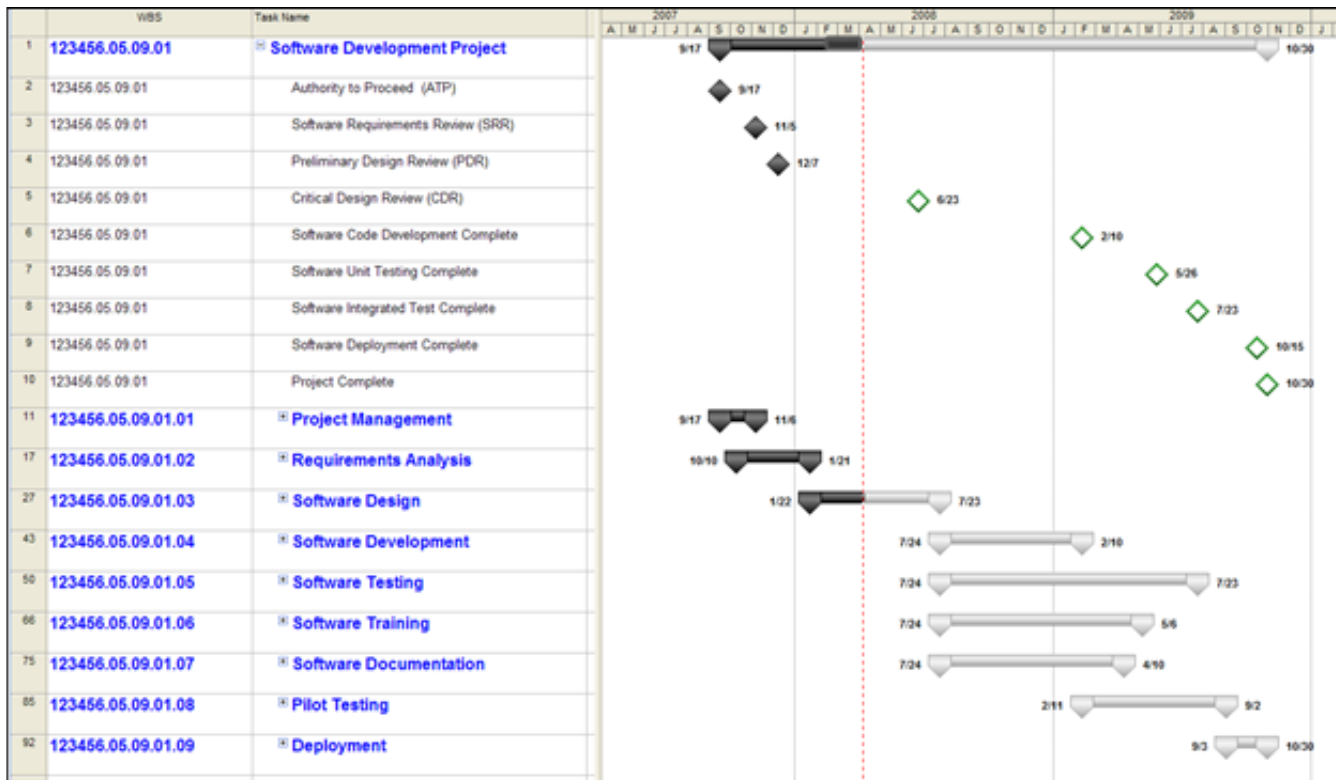 WBS Task Name 2007 2008 2009
A M J J A S O N D J F M A M J J A S O N D J F M A M J J A S O N D J
1 123456.05.09.01 Software Development Project 9/17 10/30
2 123456.05.09.01 Authority to Proceed (ATP) 9/17
3 123456.05.09.01 Software Requirements Review (SRR) 11/5
4 123456.05.09.01 Preliminary Design Review (PDR) 12/7
5 123456.05.09.01 Critical Design Review (CDR) 6/23
6 123456.05.09.01 Software Code Development Complete 2/10
7 123456.05.09.01 Software Unit Testing Complete 5/26
8 123456.05.09.01 Software Integrated Test Complete 7/23
9 123456.05.09.01 Software Deployment Complete 10/15
10 123456.05.09.01 Project Complete 10/30
11 123456.05.09.01.01 Project Management 9/17 11/6
17 123456.05.09.01.02 Requirements Analysis 10/10 1/21
27 123456.05.09.01.03 Software Design 1/22 7/23
43 123456.05.09.01.04 Software Development 7/24 2/10
50 123456.05.09.01.05 Software Testing 7/24 7/23
66 123456.05.09.01.06 Software Training 7/24 5/6
75 123456.05.09.01.07 Software Documentation 7/24 4/10
85 123456.05.09.01.08 Pilot Testing 2/11 9/2
92 123456.05.09.01.09 Deployment 9/3 10/30